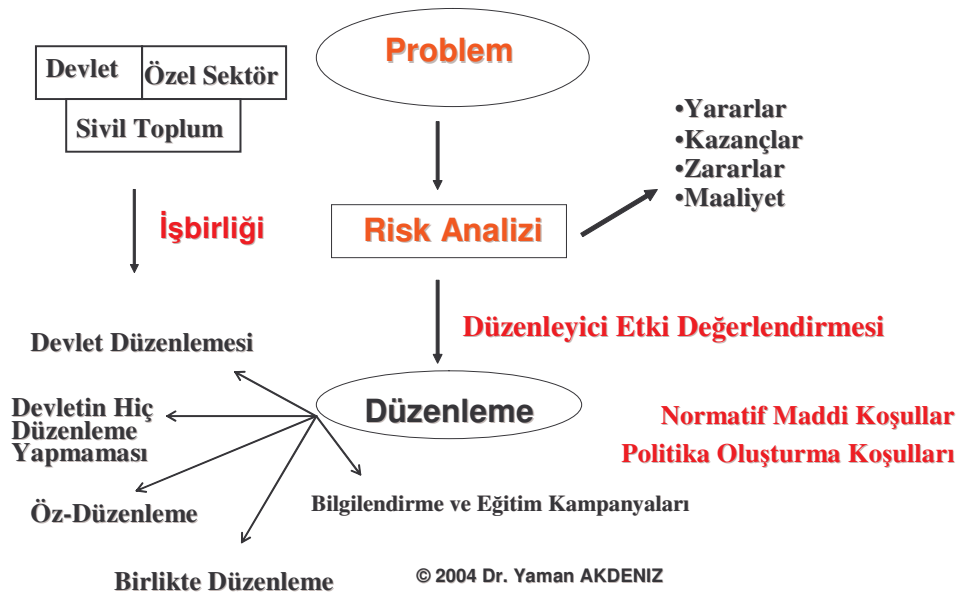 Devlet
Özel Sektör
Sivil Toplum
Problem
•Yararlar
•Kazançlar
•Zararlar
•Maaliyet
İşbirliği
Risk Analizi
Düzenleyici Etki Değerlendirmesi
Devlet Düzenlemesi
Devletin Hiç
Düzenleme
Yapmaması
Düzenleme
Normatif Maddi Koşullar
Politika Oluşturma Koşulları
Öz-Düzenleme
Bilgilendirme ve Eğitim Kampanyaları
Birlikte Düzenleme
© 2004 Dr. Yaman AKDENIZ